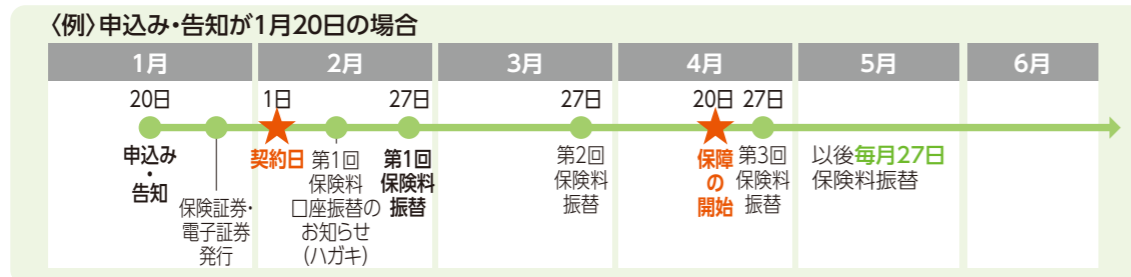 〈例〉申込み・告知が1月20日の場合
1月
2月
3月
4月
5月
6月
20日
1日
27日
27日
20日
27日
申込み
・
告知
保険証券・
電子証券
発行
契約日
第1回
保険料
口座振替の
お知らせ
(ハガキ)
第1回
保険料
振替
第2回
保険料
振替
保障
の
開始
第3回
保険料
振替
以後毎月27日
保険料振替